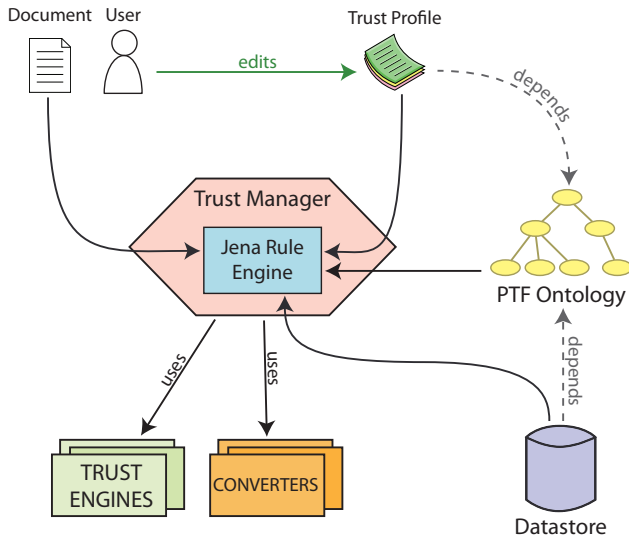 Document
User
Trust Profile
edits
depends
Trust Manager
Jena Rule
Engine
PTF Ontology
depends
uses
uses
TRUST
ENGINES
CONVERTERS
Datastore